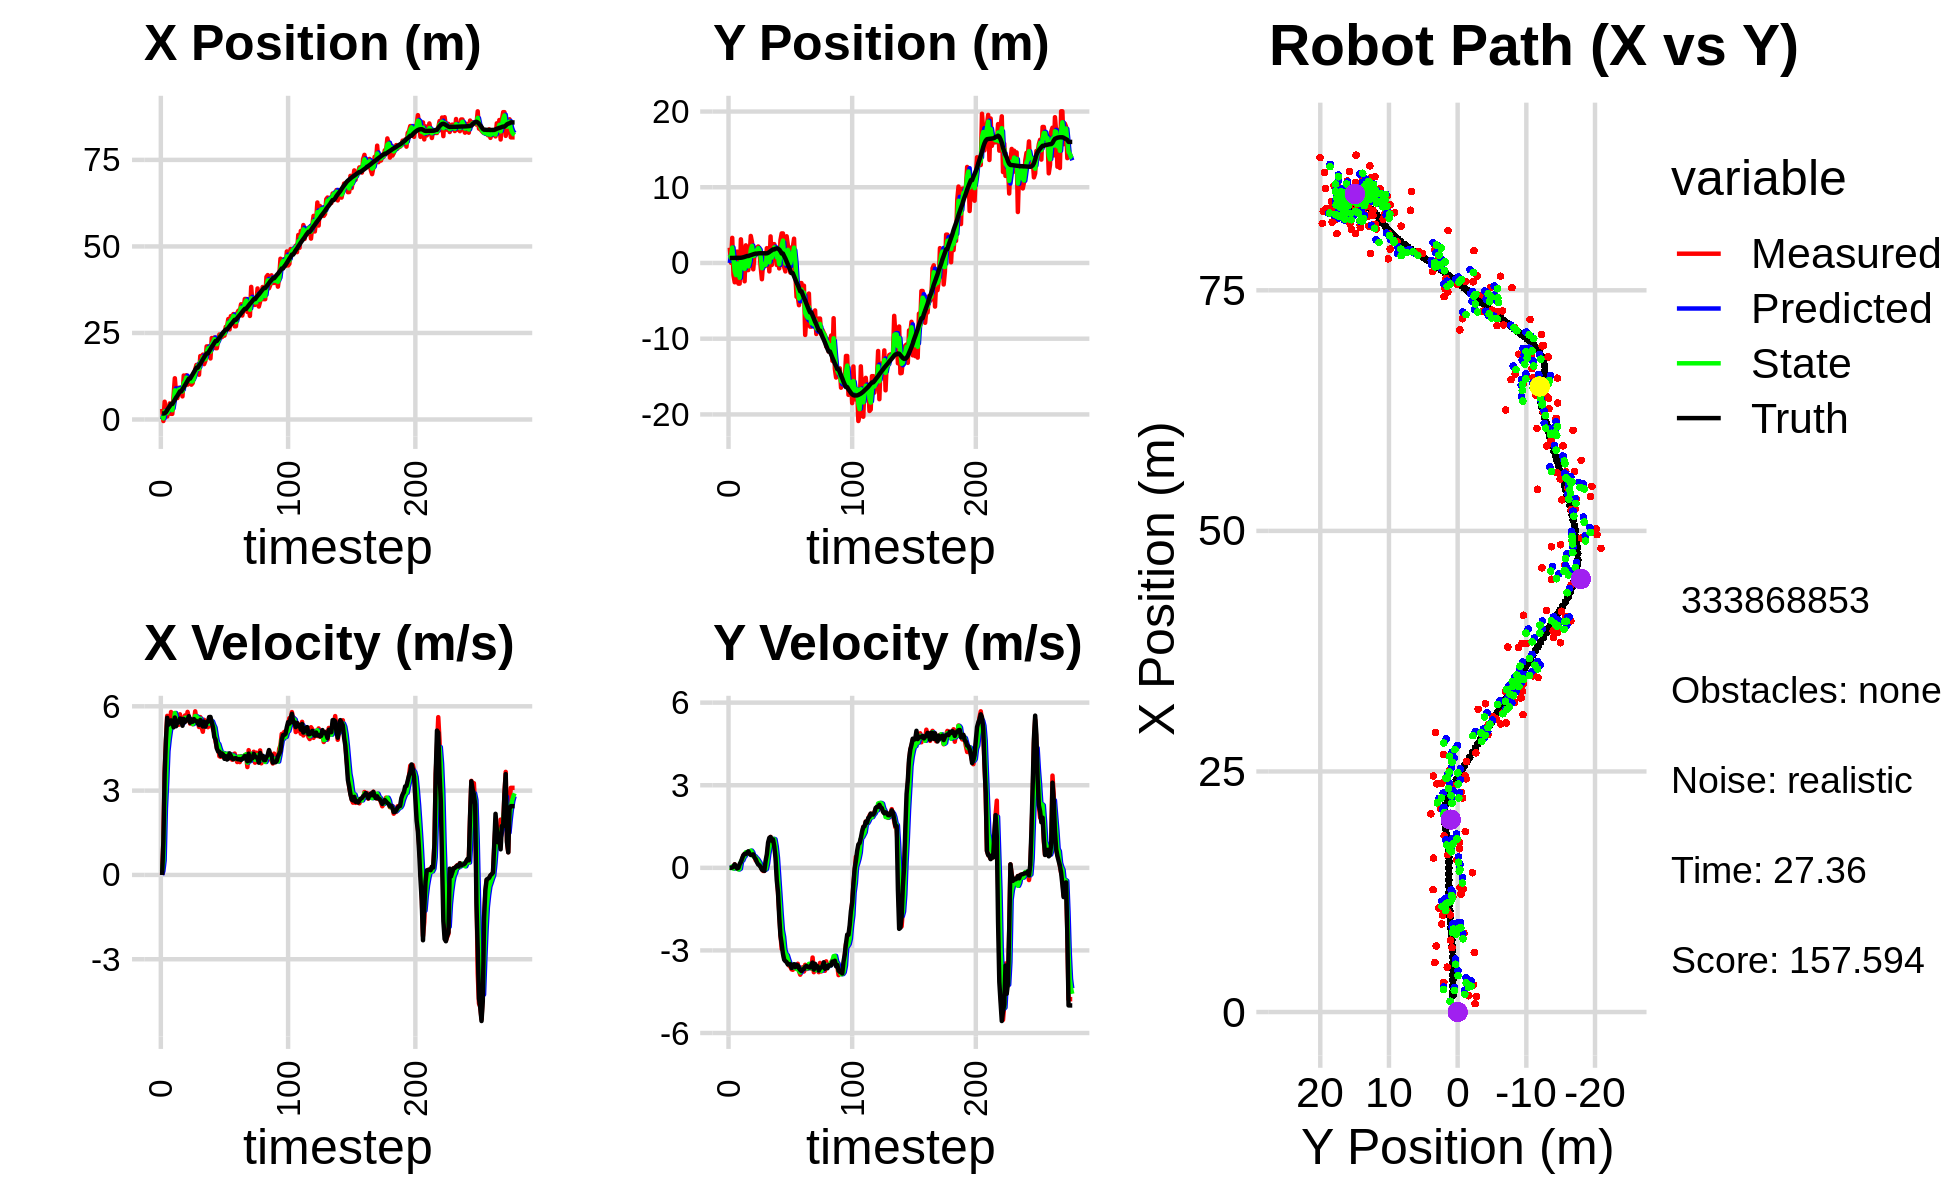 X Position (m)
75
50
25
0
0
100
200
timestep
Y Position (m)
20
10
0
-10
-20
0
100
200
timestep
X Velocity (m/s)
6
3
0
-3
0
100
200
timestep
Y Velocity (m/s)
6
3
0
-3
-6
0
100
200
timestep
Robot Path (X vs Y)
X Position (m)
75
50
25
0
20 10 0 -10 -20
Y Position (m)
variable
Measured
Predicted
State
Truth
333868853
Obstacles: none
Noise: realistic
Time: 27.36
Score: 157.594